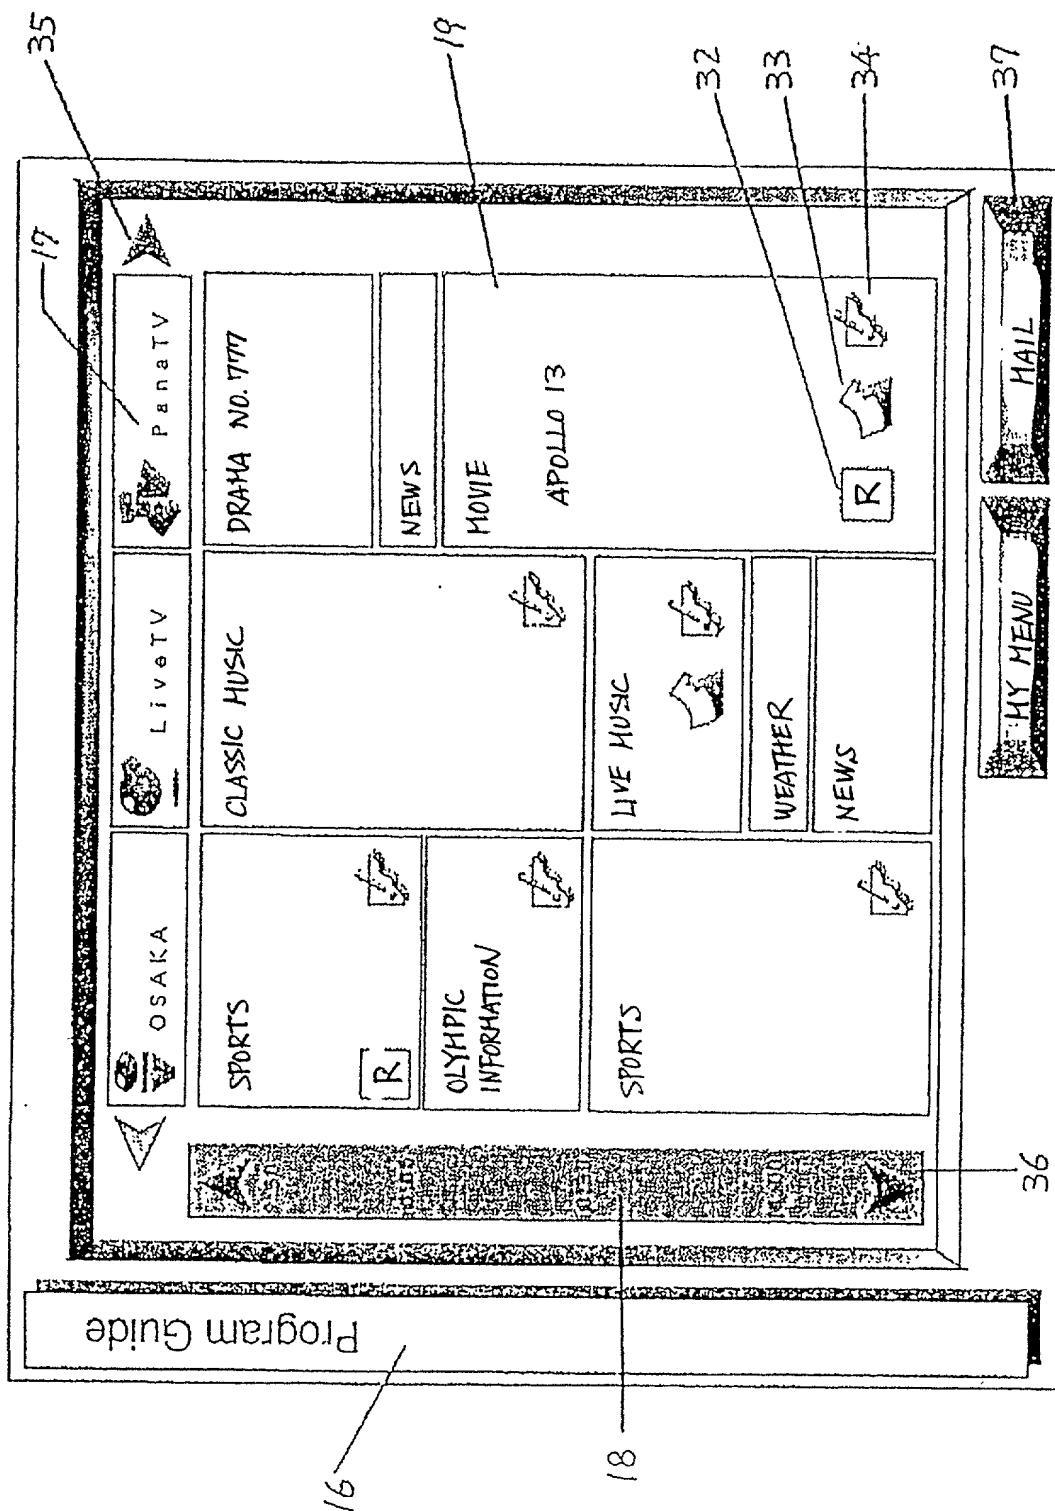 Program Guide
OSAKA
LiveTV
PanaTV
SPORTS
R
OLYMPIC
INFORMATION
SPORTS
CLASSIC MUSIC
LIVE MUSIC
WEATHER
NEWS
DRAMA NO.777
NEWS
MOVIE
APOLLO 13
R
MY MENU
MAIL
16
17
18
19
32
33
34
35
36
37